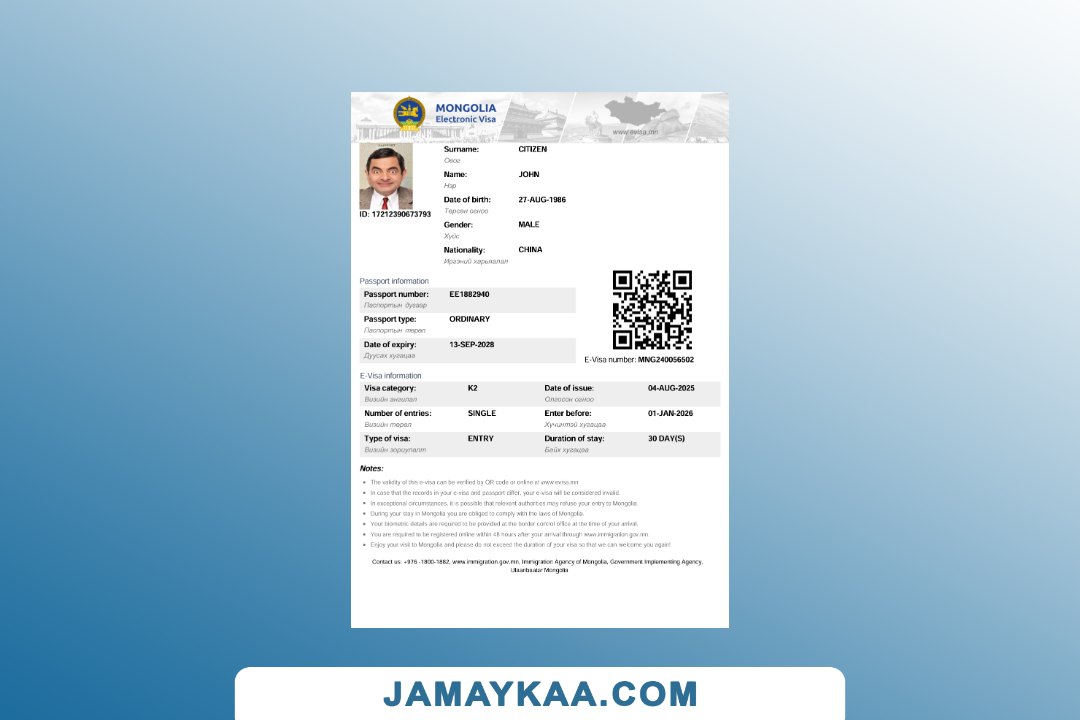 MONGOLIA
Electronic Visa
www.evisa.mn
Surname: CITIZEN
Овог
Name: JOHN
Нэр
Date of birth: 27-AUG-1986
Төрсөн огноо
Gender: MALE
Хүйс
Nationality: CHINA
Иргэний харьяалал
ID: 17212390673793
Passport information
Passport number: EE1882940
Паспортын дугаар
Passport type: ORDINARY
Паспортын төрөл
Date of expiry: 13-SEP-2028
Дуусах хугацаа
E-Visa number: MNG240056502
E-Visa information
Visa category: K2 Date of issue: 04-AUG-2025
Визийн ангилал Олгосон огноо
Number of entries: SINGLE Enter before: 01-JAN-2026
Визийн төрөл Хүчинтэй хугацаа
Type of visa: ENTRY Duration of stay: 30 DAY(S)
Визийн зориулалт Байх хугацаа
Notes:
The validity of this e-visa can be verified by QR code or online at www.evisa.mn.
In case that the records in your e-visa and passport differ, your e-visa will be considered invalid.
In exceptional circumstances, it is possible that relevant authorities may refuse your entry to Mongolia.
During your stay in Mongolia you are obliged to comply with the laws of Mongolia.
Your biometric details are required to be provided at the border control office at the time of your arrival.
You are required to be registered online within 48 hours after your arrival through www.immigration.gov.mn
Enjoy your visit to Mongolia and please do not exceed the duration of your visa so that we can welcome you again!
Contact us: +976 -1800-1882, www.immigration.gov.mn, Immigration Agency of Mongolia, Government Implementing Agency,
Ulaanbaatar Mongolia
JAMAYKAA.COM